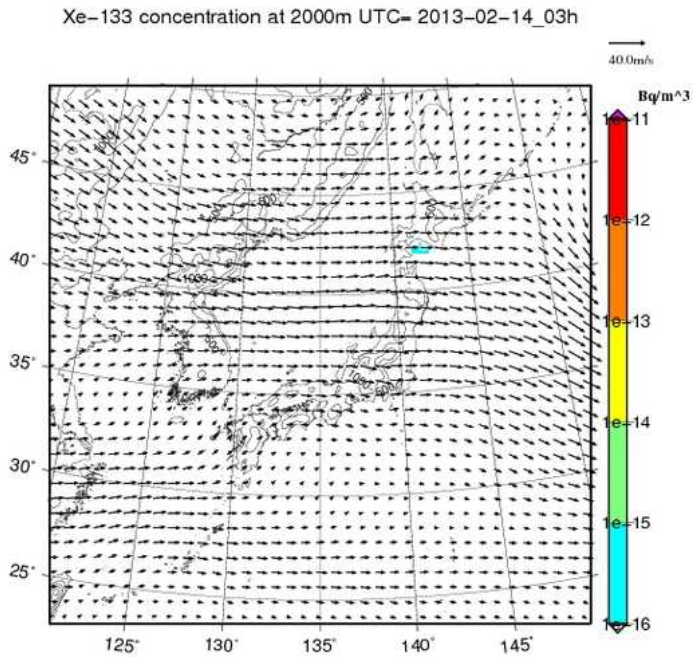 Xe-133 concentration at 2000m UTC= 2013-02-14_03h
40.0m/s
Bq/m^3
1e-11
45°
1e-12
40°
1000
1e-13
35°
1e-14
30°
1e-15
25°
1e-16
125° 130° 135° 140° 145°